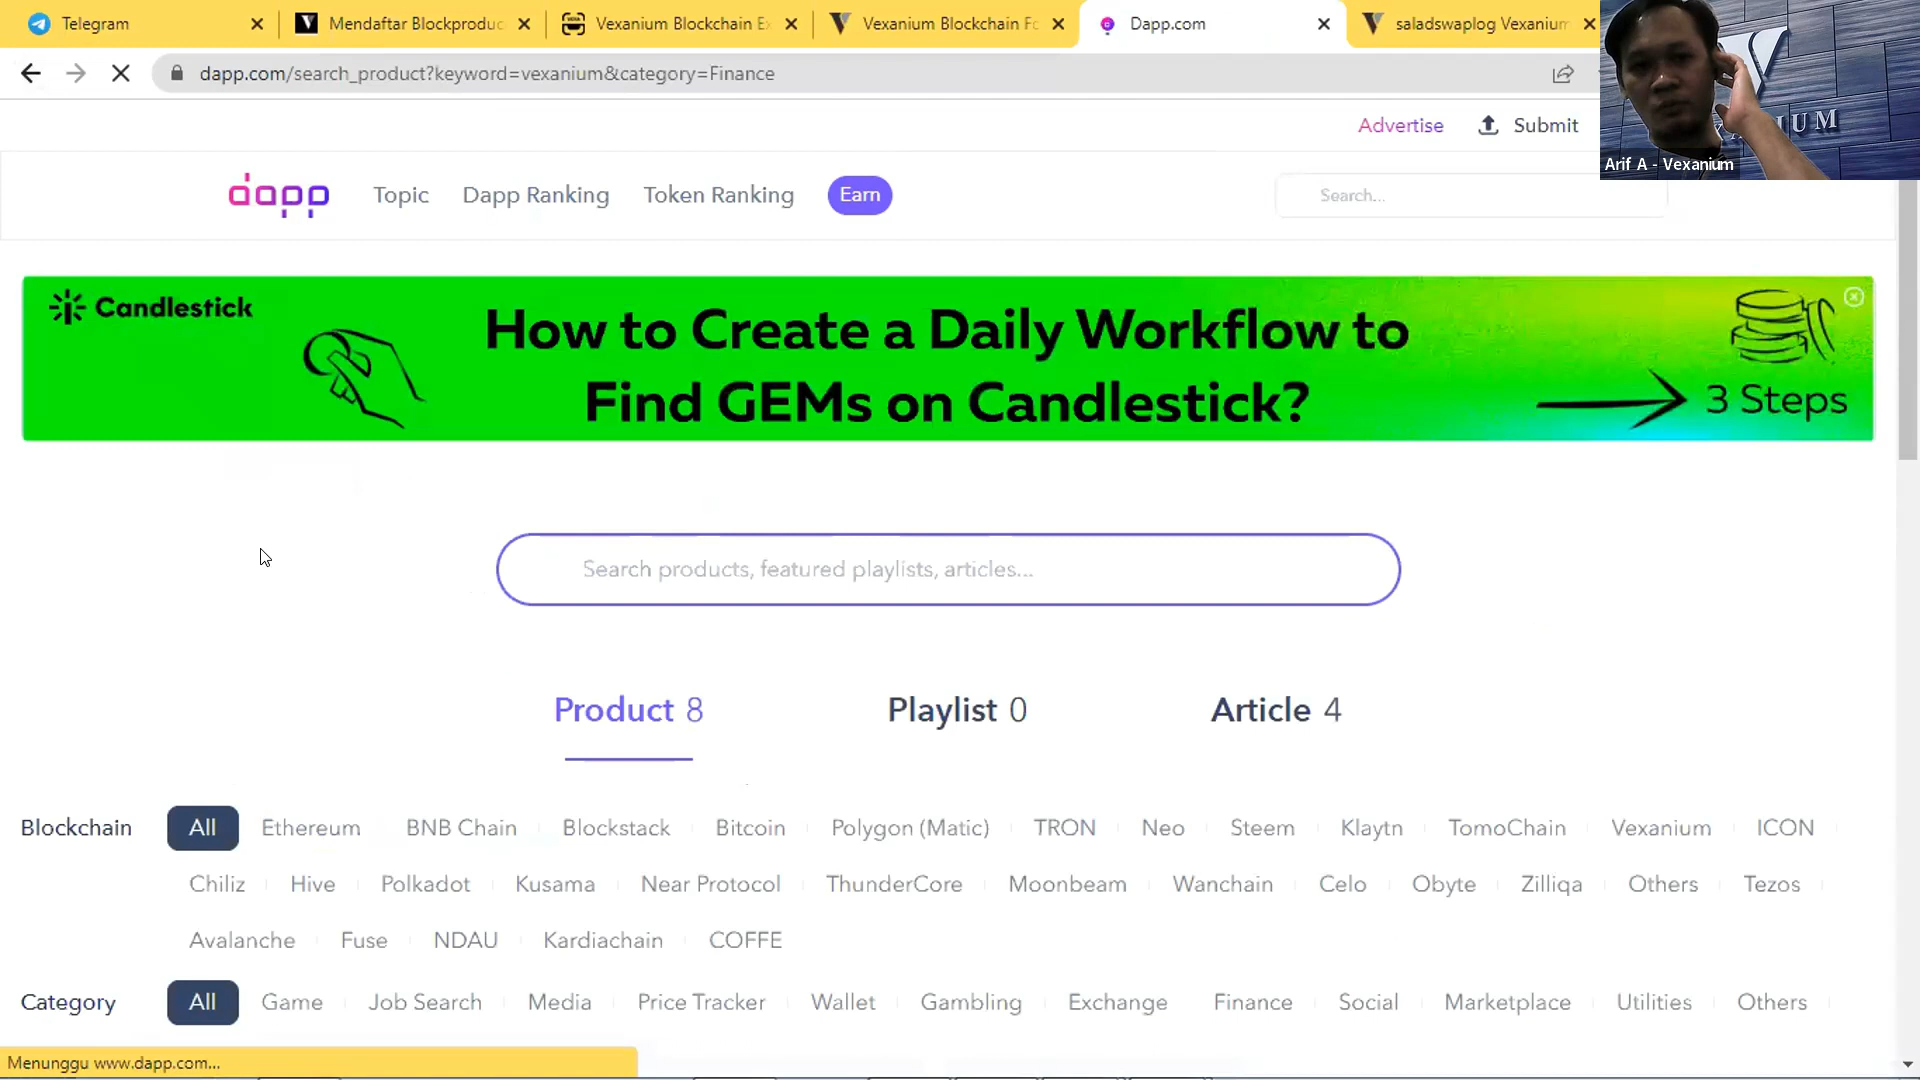 Telegram
Mendaftar Blockproduc
Vexanium Blockchain Ex
Vexanium Blockchain Fo
Dapp.com
saladswaplog Vexanium
dapp.com/search_product?keyword=vexanium&category=Finance
Advertise
Submit
Arif A - Vexanium
dapp
Topic
Dapp Ranking
Token Ranking
Earn
Search...
Candlestick
How to Create a Daily Workflow to
Find GEMs on Candlestick?
3 Steps
Search products, featured playlists, articles...
Product 8
Playlist 0
Article 4
Blockchain All Ethereum BNB Chain Blockstack Bitcoin Polygon (Matic) TRON Neo Steem Klaytn TomoChain Vexanium ICON
Chiliz Hive Polkadot Kusama Near Protocol ThunderCore Moonbeam Wanchain Celo Obyte Zilliqa Others Tezos
Avalanche Fuse NDAU Kardiachain COFFE
Category All Game Job Search Media Price Tracker Wallet Gambling Exchange Finance Social Marketplace Utilities Others
Menunggu www.dapp.com...